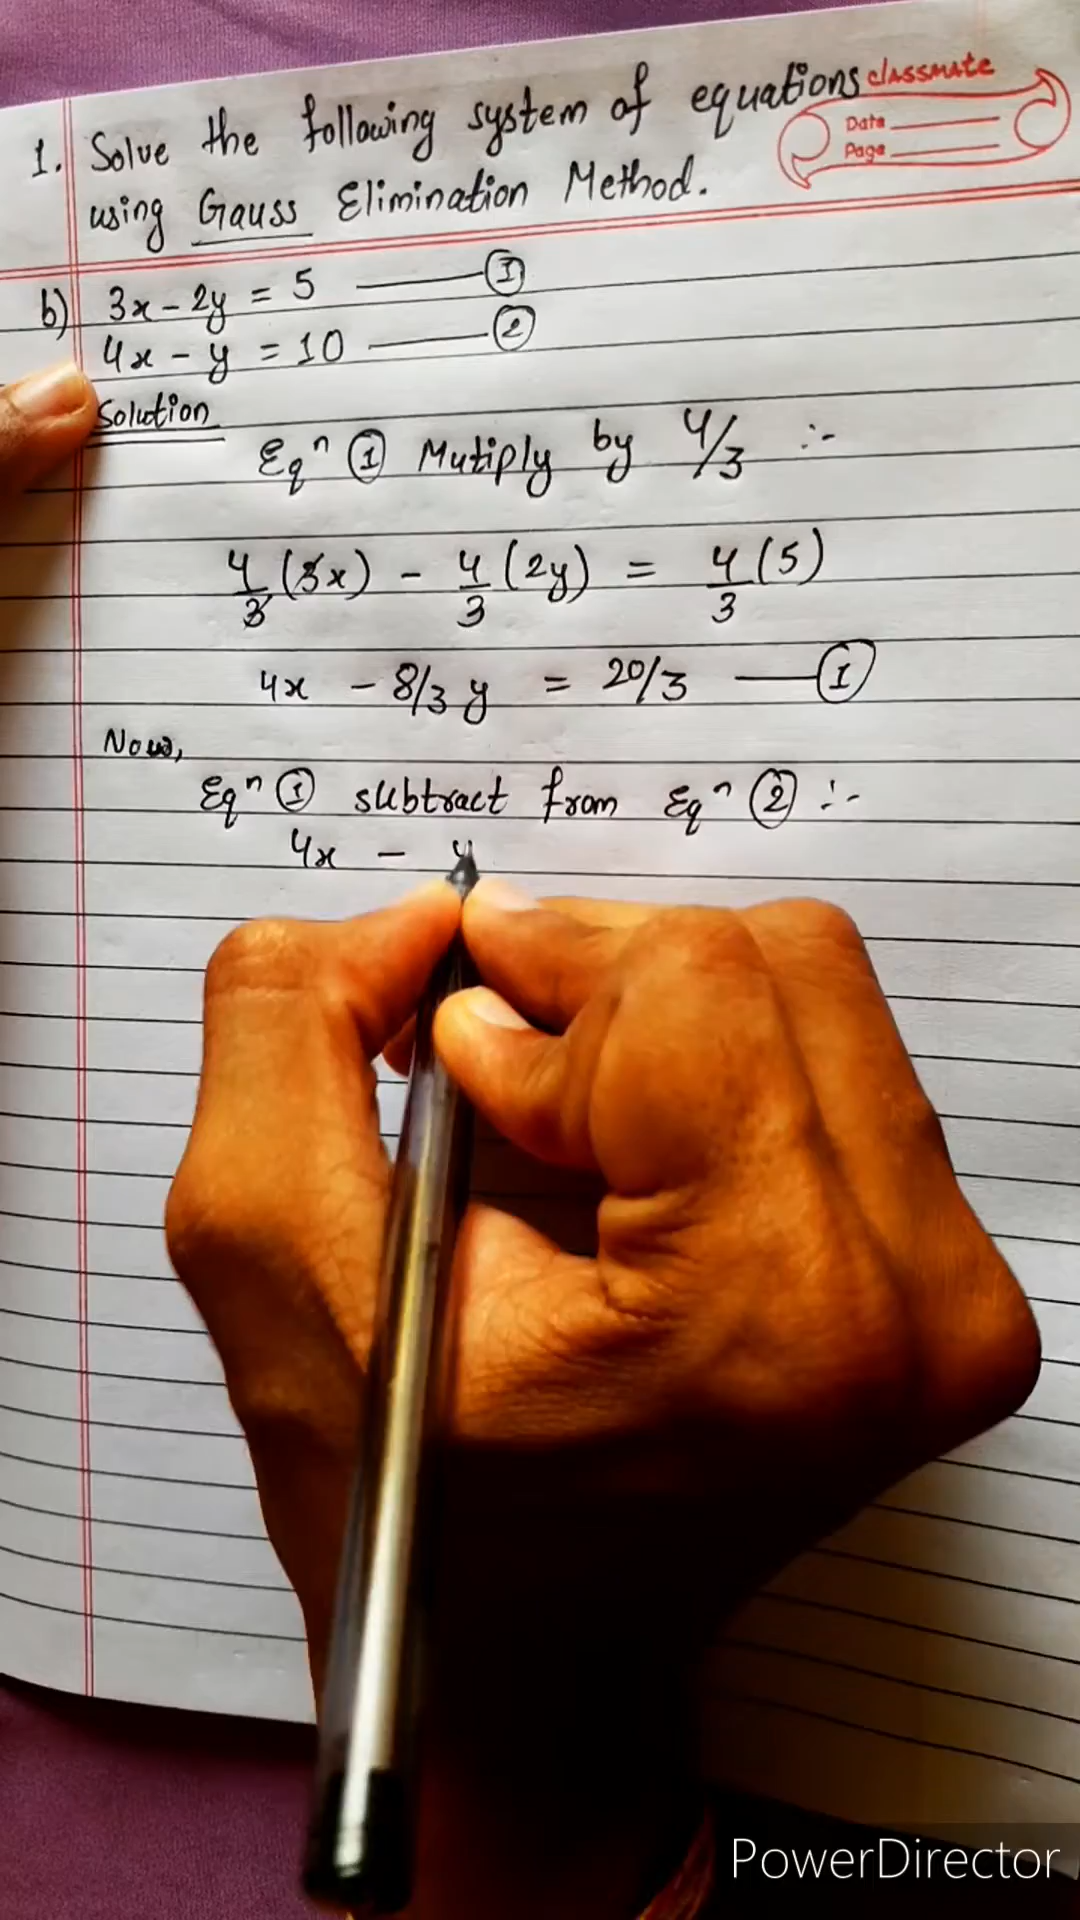 1. Solve the following system of equations
classmate
Date
Page
using Gauss Elimination Method.
b) 3x - 2y = 5 ——— ①
4x - y = 10 ——— ②
Solution
Eqⁿ ① Mutiply by 4/3 :-
4/3 (3x) - 4/3 (2y) = 4/3 (5)
4x - 8/3 y = 20/3 —— ①
Now,
Eqⁿ ① subtract from Eqⁿ ② :-
4x -
PowerDirector